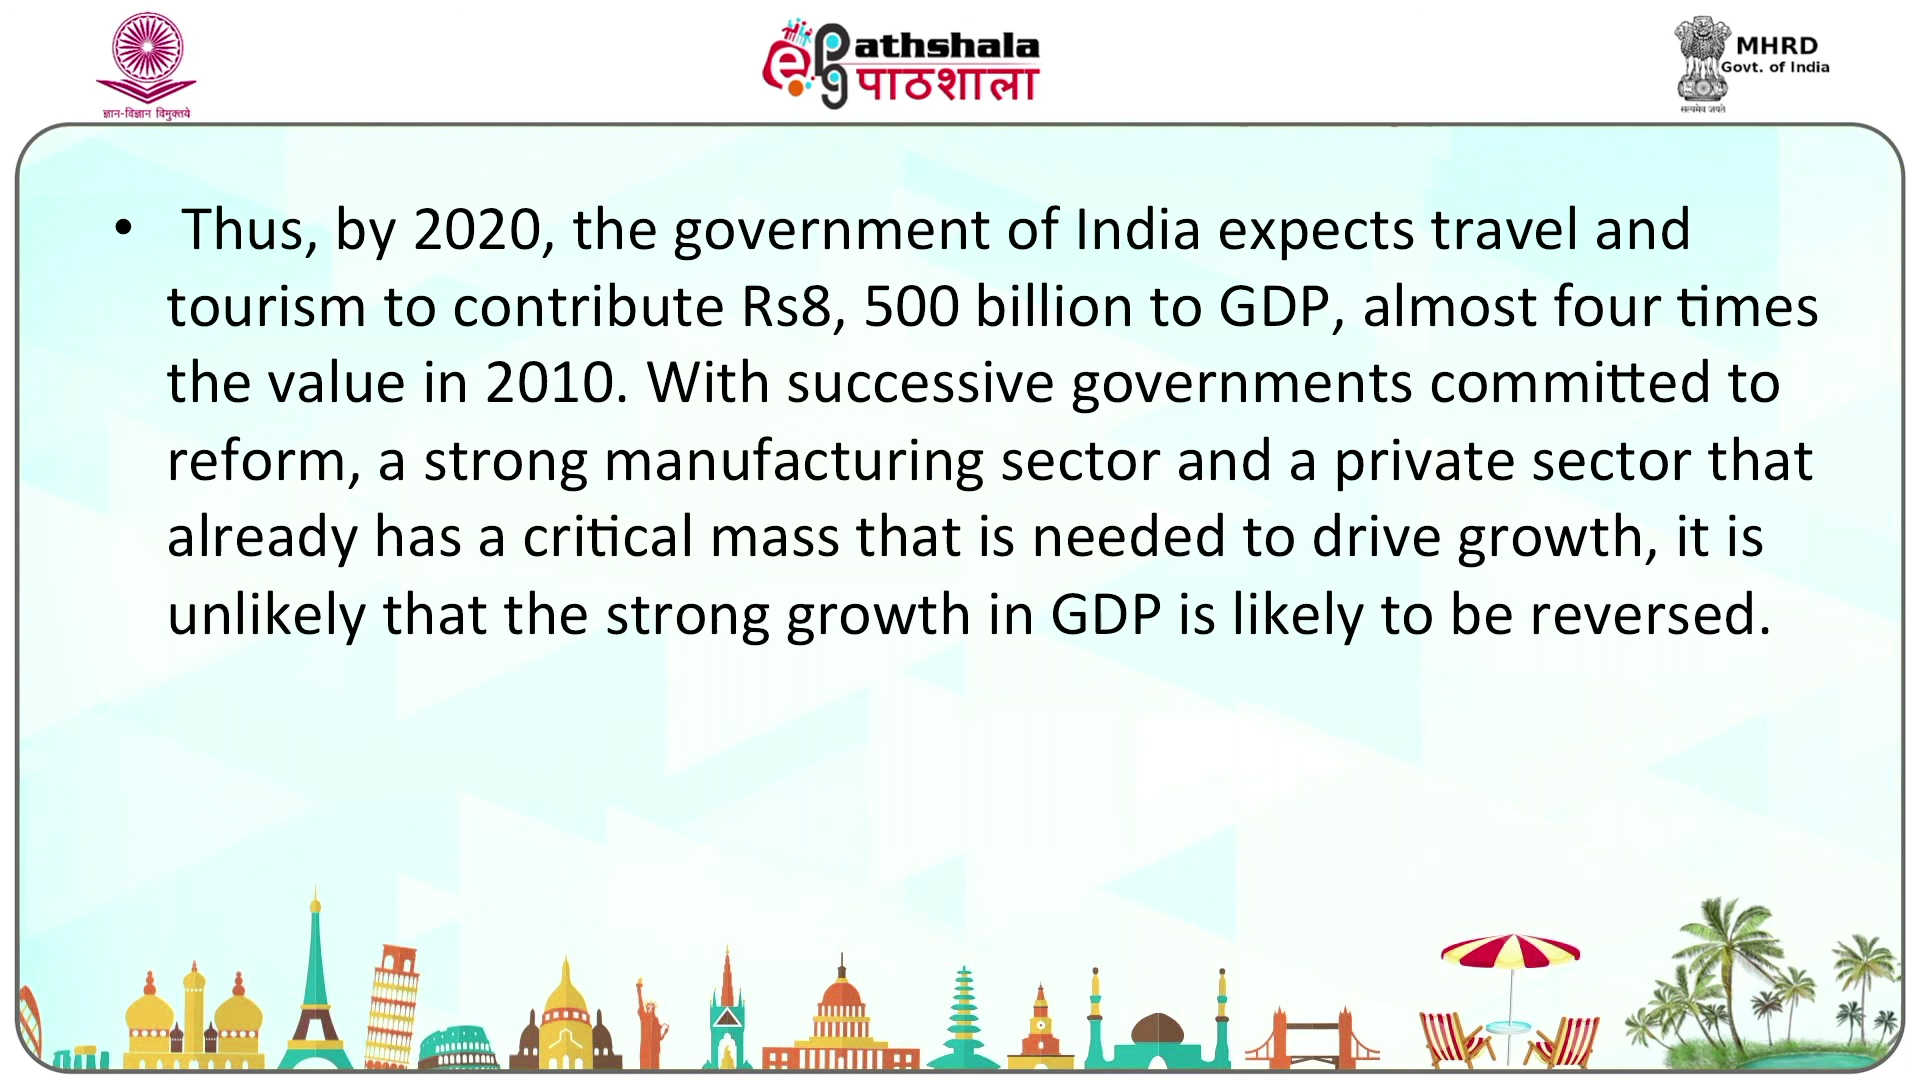 ज्ञान-विज्ञान विमुक्तये
ePathshala
पाठशाला
MHRD
Govt. of India
सत्यमेव जयते
• Thus, by 2020, the government of India expects travel and
tourism to contribute Rs8, 500 billion to GDP, almost four times
the value in 2010. With successive governments committed to
reform, a strong manufacturing sector and a private sector that
already has a critical mass that is needed to drive growth, it is
unlikely that the strong growth in GDP is likely to be reversed.